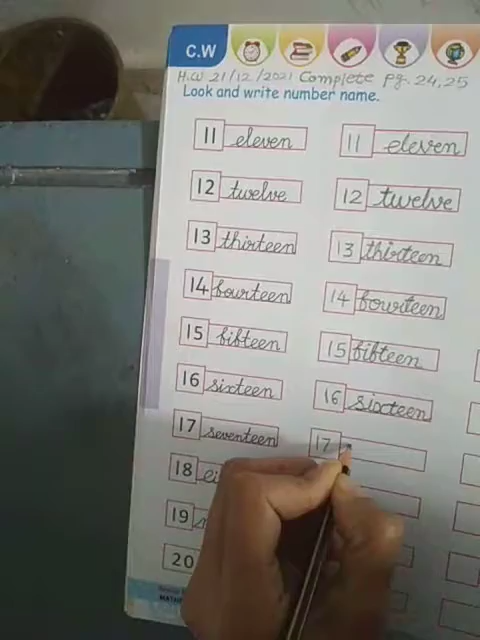 C.W
H.W 21/12/2021 Complete pg. 24,25
Look and write number name.
11 eleven 11 eleven
12 twelve 12 twelve
13 thirteen 13 thirteen
14 fourteen 14 fourteen
15 fifteen 15 fifteen
16 sixteen 16 sixteen
17 seventeen 17
18
19
20